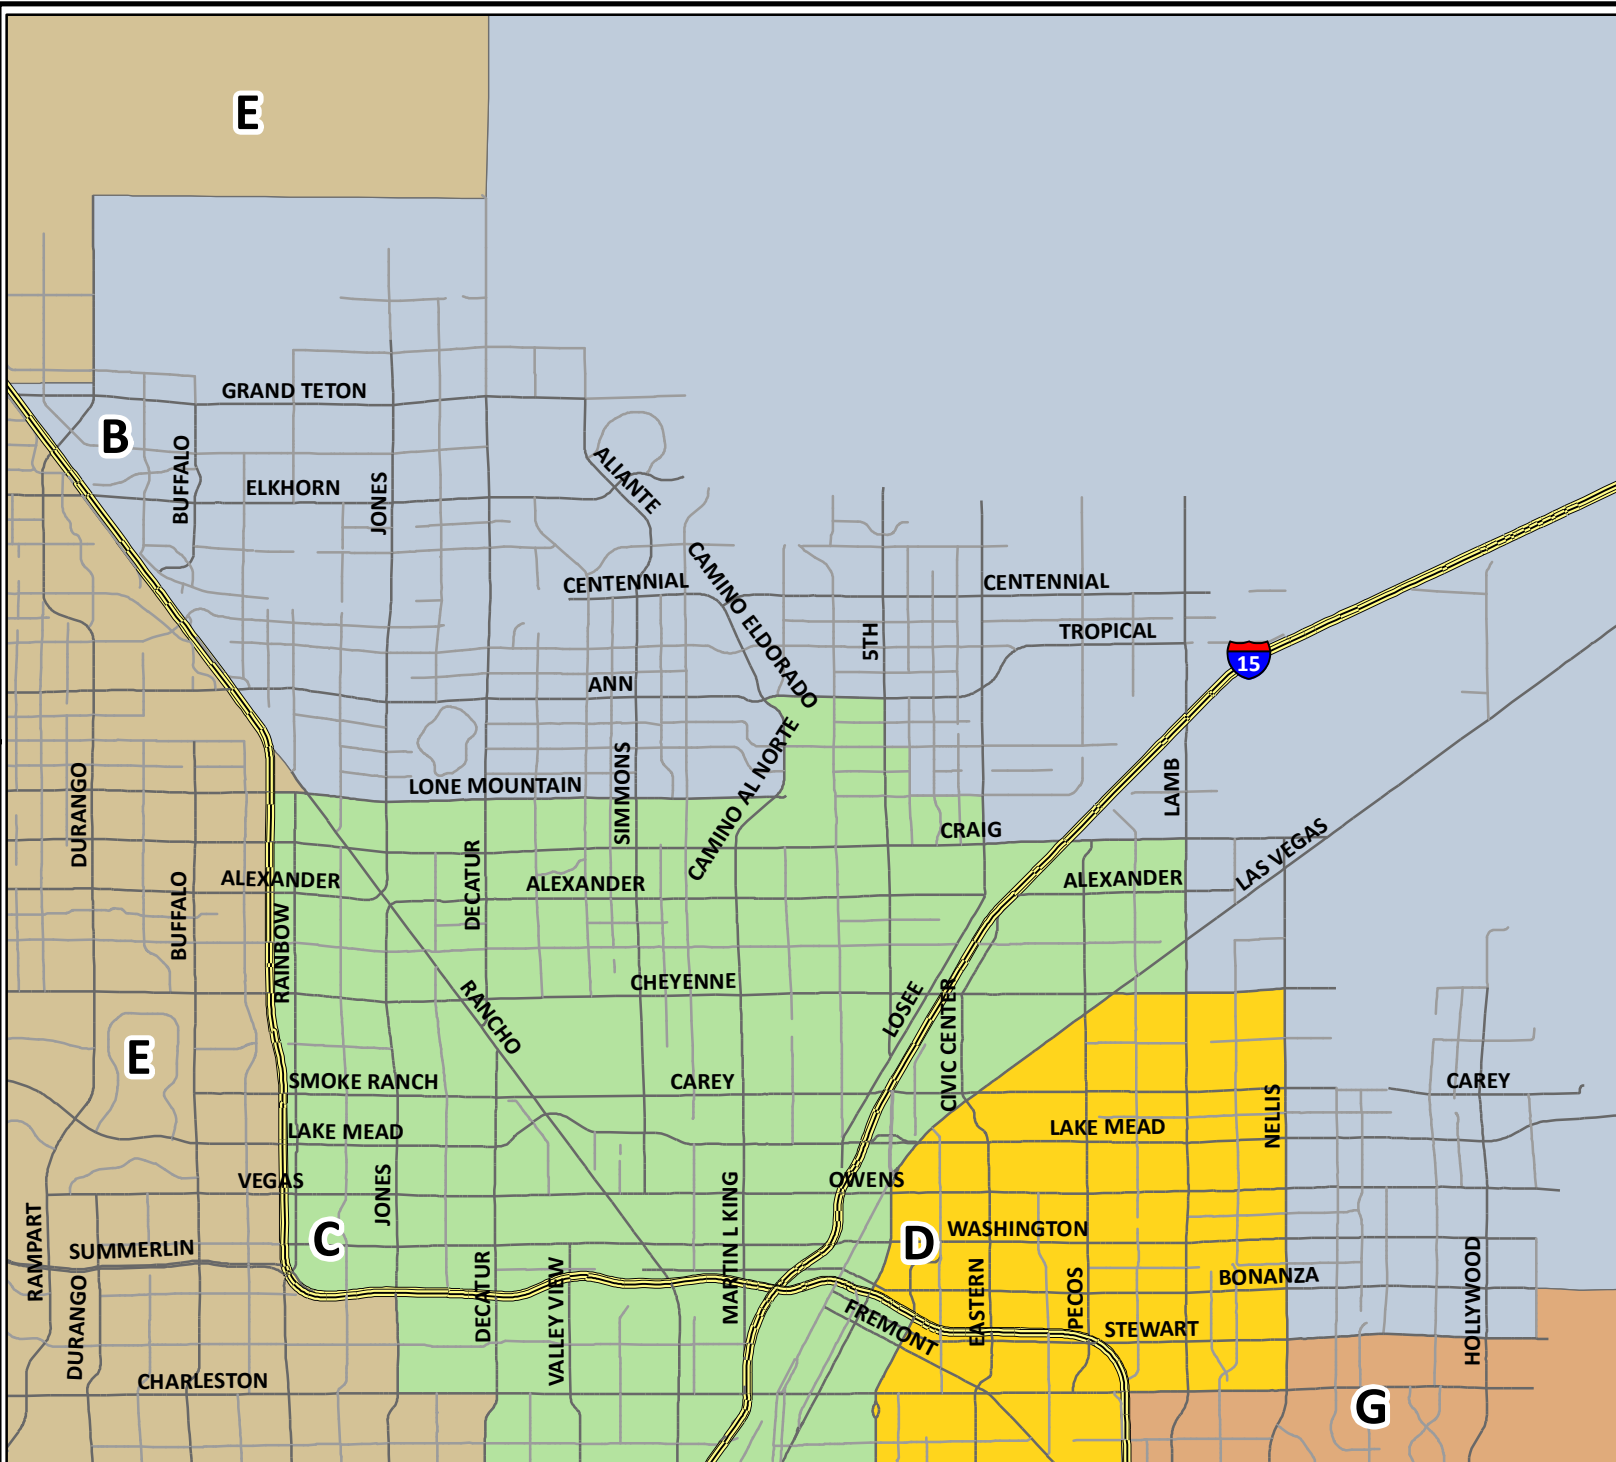 E
GRAND TETON
B
BUFFALO
ALIANTE
ELKHORN
JONES
CAMINO ELDORADO
CENTENNIAL
CENTENNIAL
5TH
TROPICAL
15
ANN
CAMINO AL NORTE
SIMMONS
LONE MOUNTAIN
DURANGO
LAMB
CRAIG
LAS VEGAS
DECATUR
ALEXANDER
ALEXANDER
ALEXANDER
BUFFALO
RAINBOW
CHEYENNE
RANCHO
LOSEE
CIVIC CENTER
E
SMOKE RANCH
CAREY
CAREY
NELLIS
LAKE MEAD
LAKE MEAD
VEGAS
JONES
OWENS
MARTIN L KING
RAMPART
C
D
WASHINGTON
SUMMERLIN
HOLLYWOOD
DURANGO
DECATUR
VALLEY VIEW
EASTERN
PECOS
BONANZA
FREMONT
STEWART
CHARLESTON
G